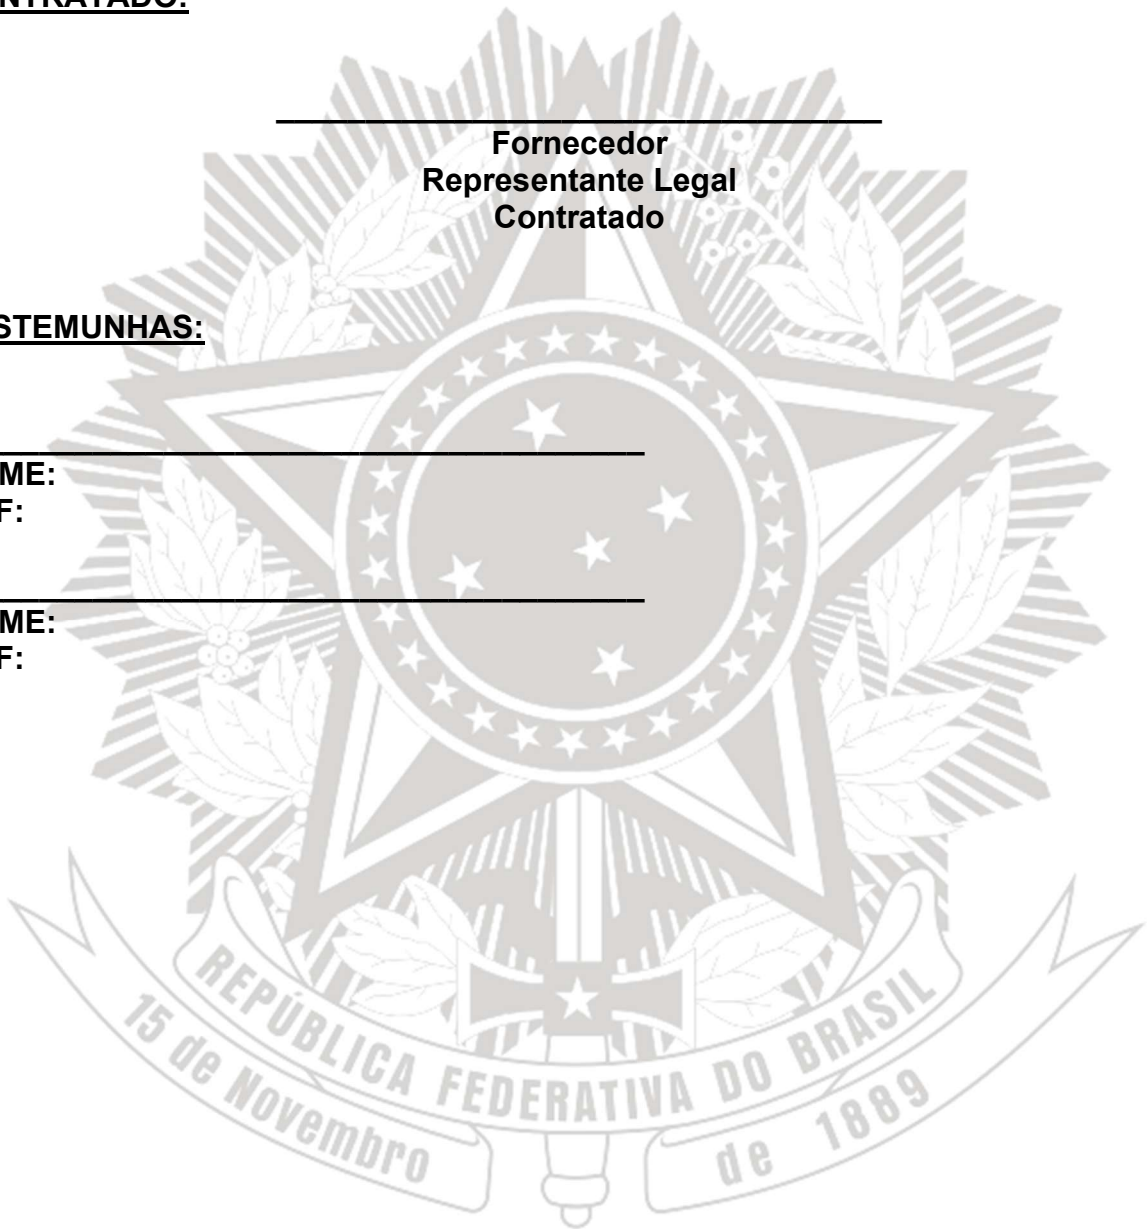 NTRATADO:
Fornecedor
Representante Legal
Contratado
STEMUNHAS:
ME:
F:
ME:
F:
REPÚBLICA FEDERATIVA DO BRASIL
15 de Novembro de 1889